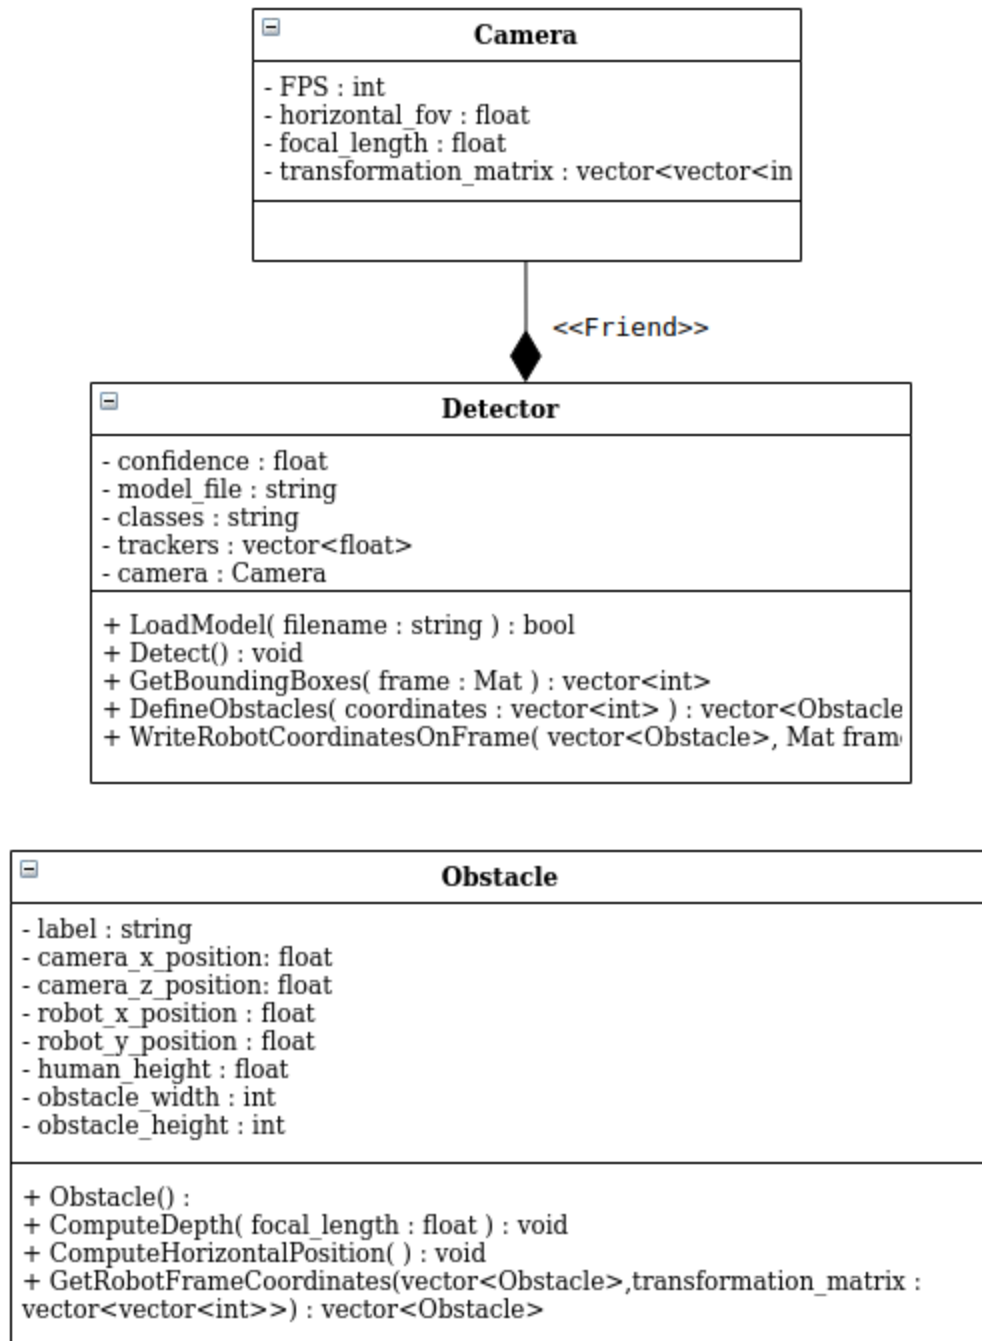 Camera
- FPS : int
- horizontal_fov : float
- focal_length : float
- transformation_matrix : vector<vector<in
<<Friend>>
Detector
- confidence : float
- model_file : string
- classes : string
- trackers : vector<float>
- camera : Camera
+ LoadModel( filename : string ) : bool
+ Detect() : void
+ GetBoundingBoxes( frame : Mat ) : vector<int>
+ DefineObstacles( coordinates : vector<int> ) : vector<Obstacle
+ WriteRobotCoordinatesOnFrame( vector<Obstacle>, Mat fram
Obstacle
- label : string
- camera_x_position: float
- camera_z_position: float
- robot_x_position : float
- robot_y_position : float
- human_height : float
- obstacle_width : int
- obstacle_height : int
+ Obstacle() :
+ ComputeDepth( focal_length : float ) : void
+ ComputeHorizontalPosition( ) : void
+ GetRobotFrameCoordinates(vector<Obstacle>,transformation_matrix :
vector<vector<int>>) : vector<Obstacle>